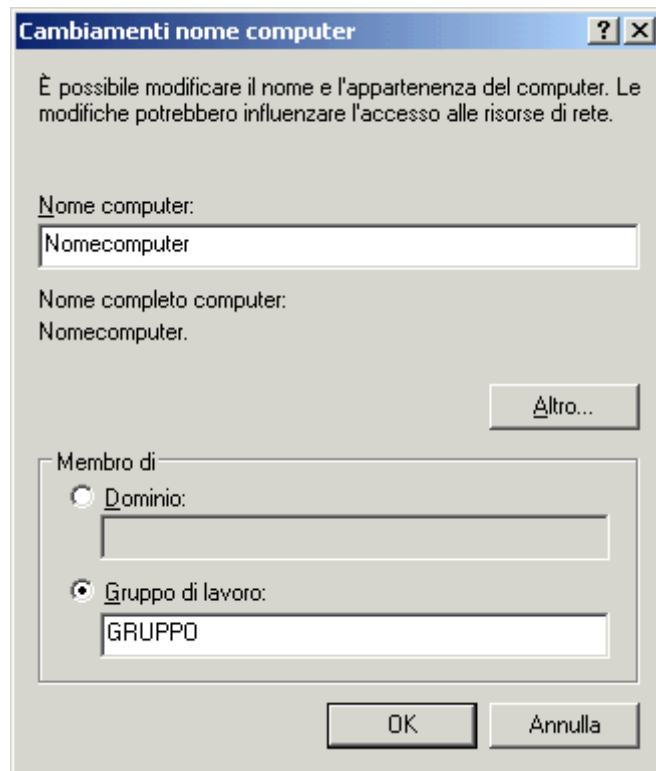 Cambiamenti nome computer
È possibile modificare il nome e l'appartenenza del computer. Le
modifiche potrebbero influenzare l'accesso alle risorse di rete.
Nome computer:
Nomecomputer
Nome completo computer:
Nomecomputer.
Altro...
Membro di
Dominio:
Gruppo di lavoro:
GRUPPO
OK Annulla